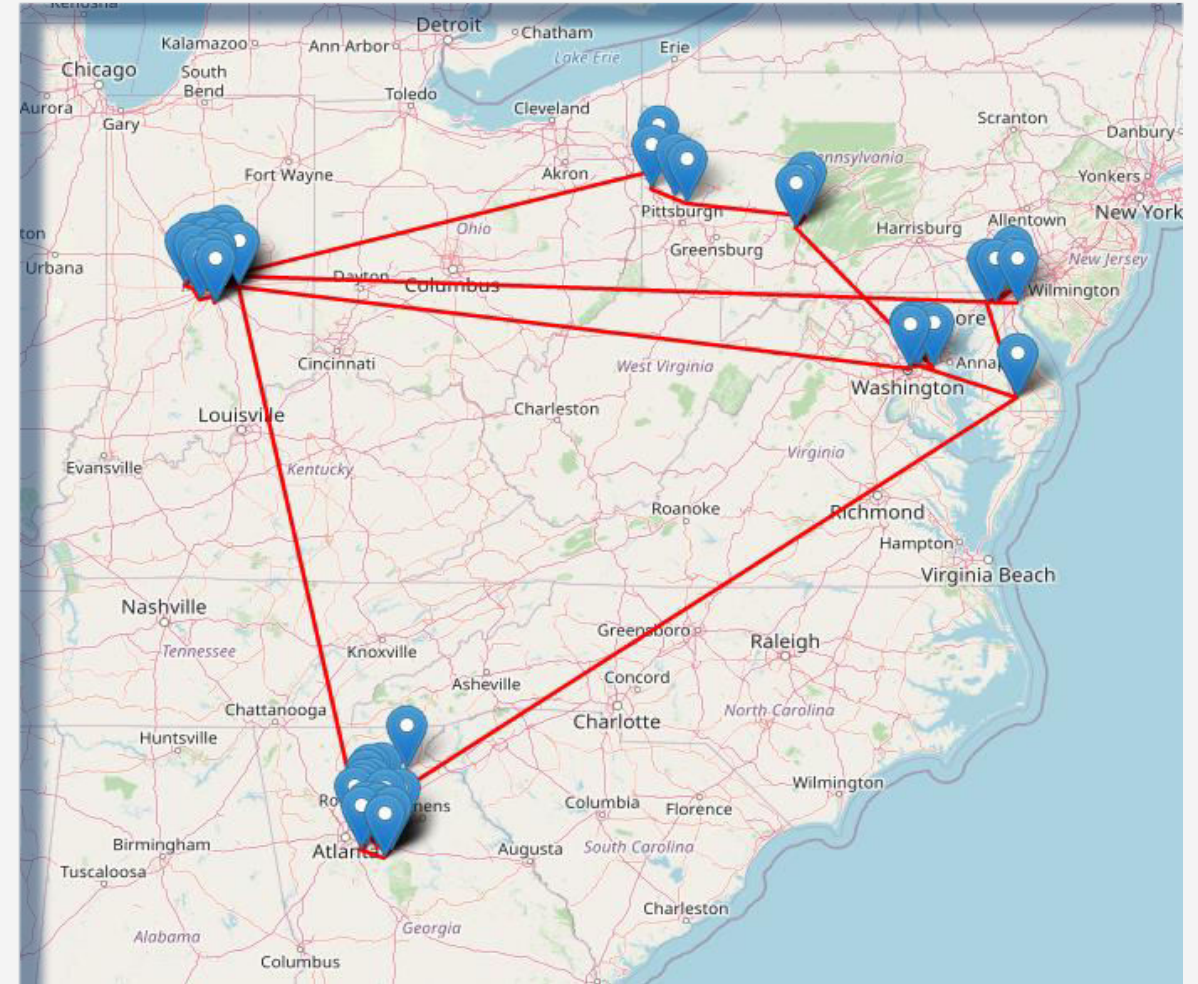 Kenosha
Detroit
Chatham
Kalamazoo
Ann Arbor
Erie
Lake Erie
Chicago
South
Bend
Toledo
Cleveland
Aurora
Gary
Scranton
Danbury
Fort Wayne
Akron
Pennsylvania
Yonkers
Pittsburgh
New York
Allentown
Harrisburg
Ohio
Greensburg
New Jersey
Urbana
Dayton
Columbus
Wilmington
ore
Cincinnati
West Virginia
Annap
Washington
Louisville
Charleston
Virginia
Evansville
Kentucky
Roanoke
Richmond
Hampton
Virginia Beach
Nashville
Greensboro
Raleigh
Tennessee
Knoxville
Asheville
Concord
Chattanooga
Charlotte
North Carolina
Huntsville
Wilmington
Ro
hens
Columbia
Florence
Birmingham
Atlanta
Augusta
South Carolina
Tuscaloosa
Charleston
Alabama
Georgia
Columbus